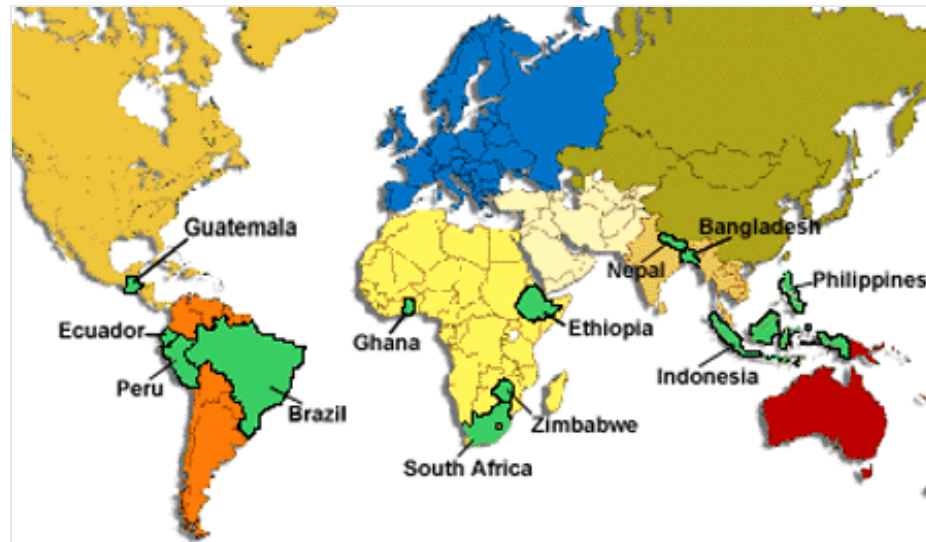 Guatemala
Bangladesh
Nepal
Philippines
Ecuador
Ghana
Ethiopia
Indonesia
Peru
Brazil
Zimbabwe
South Africa